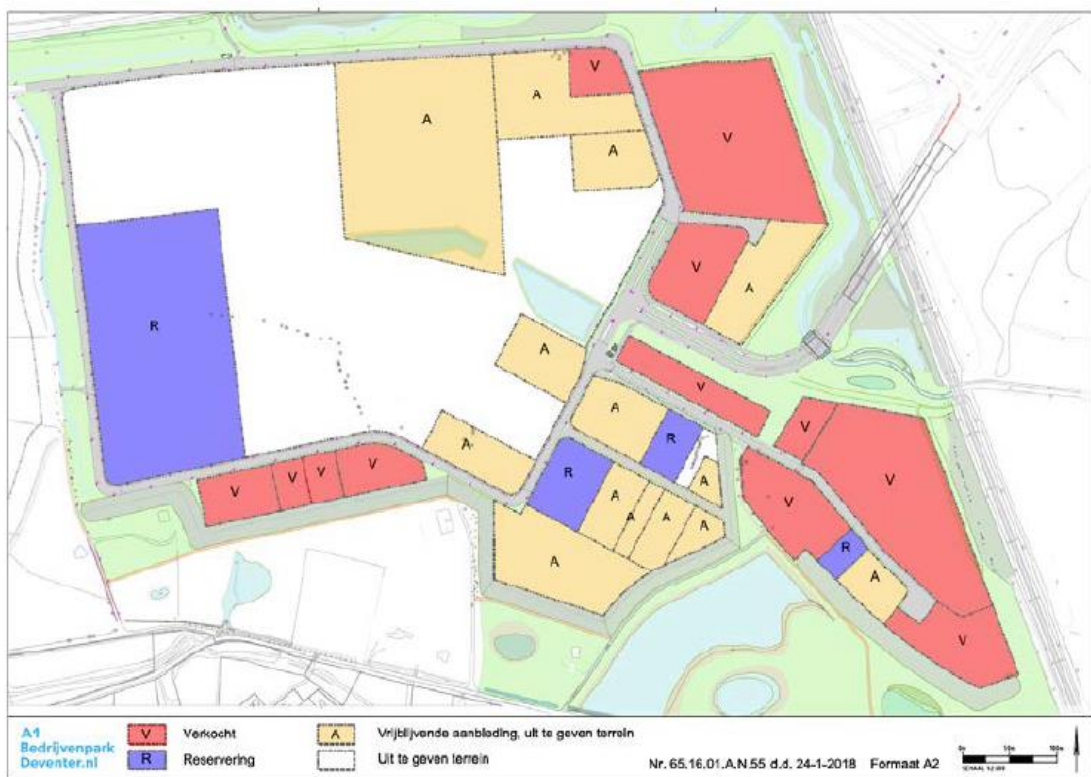 V
A
A
V
A
V
R
A
A
V
A
V
A
R
V
A
R
V
V
V
V
V
A
A
A
A
A
V
R
A
A
V
A1
Bedrijvenpark
Deventer.nl
V Verkocht
R Reservering
A Vrijblijvende aanbieding, uit te geven terrein
Uit te geven terrein
Nr. 65.16.01.A.N.55 d.d. 24-1-2018 Formaat A2